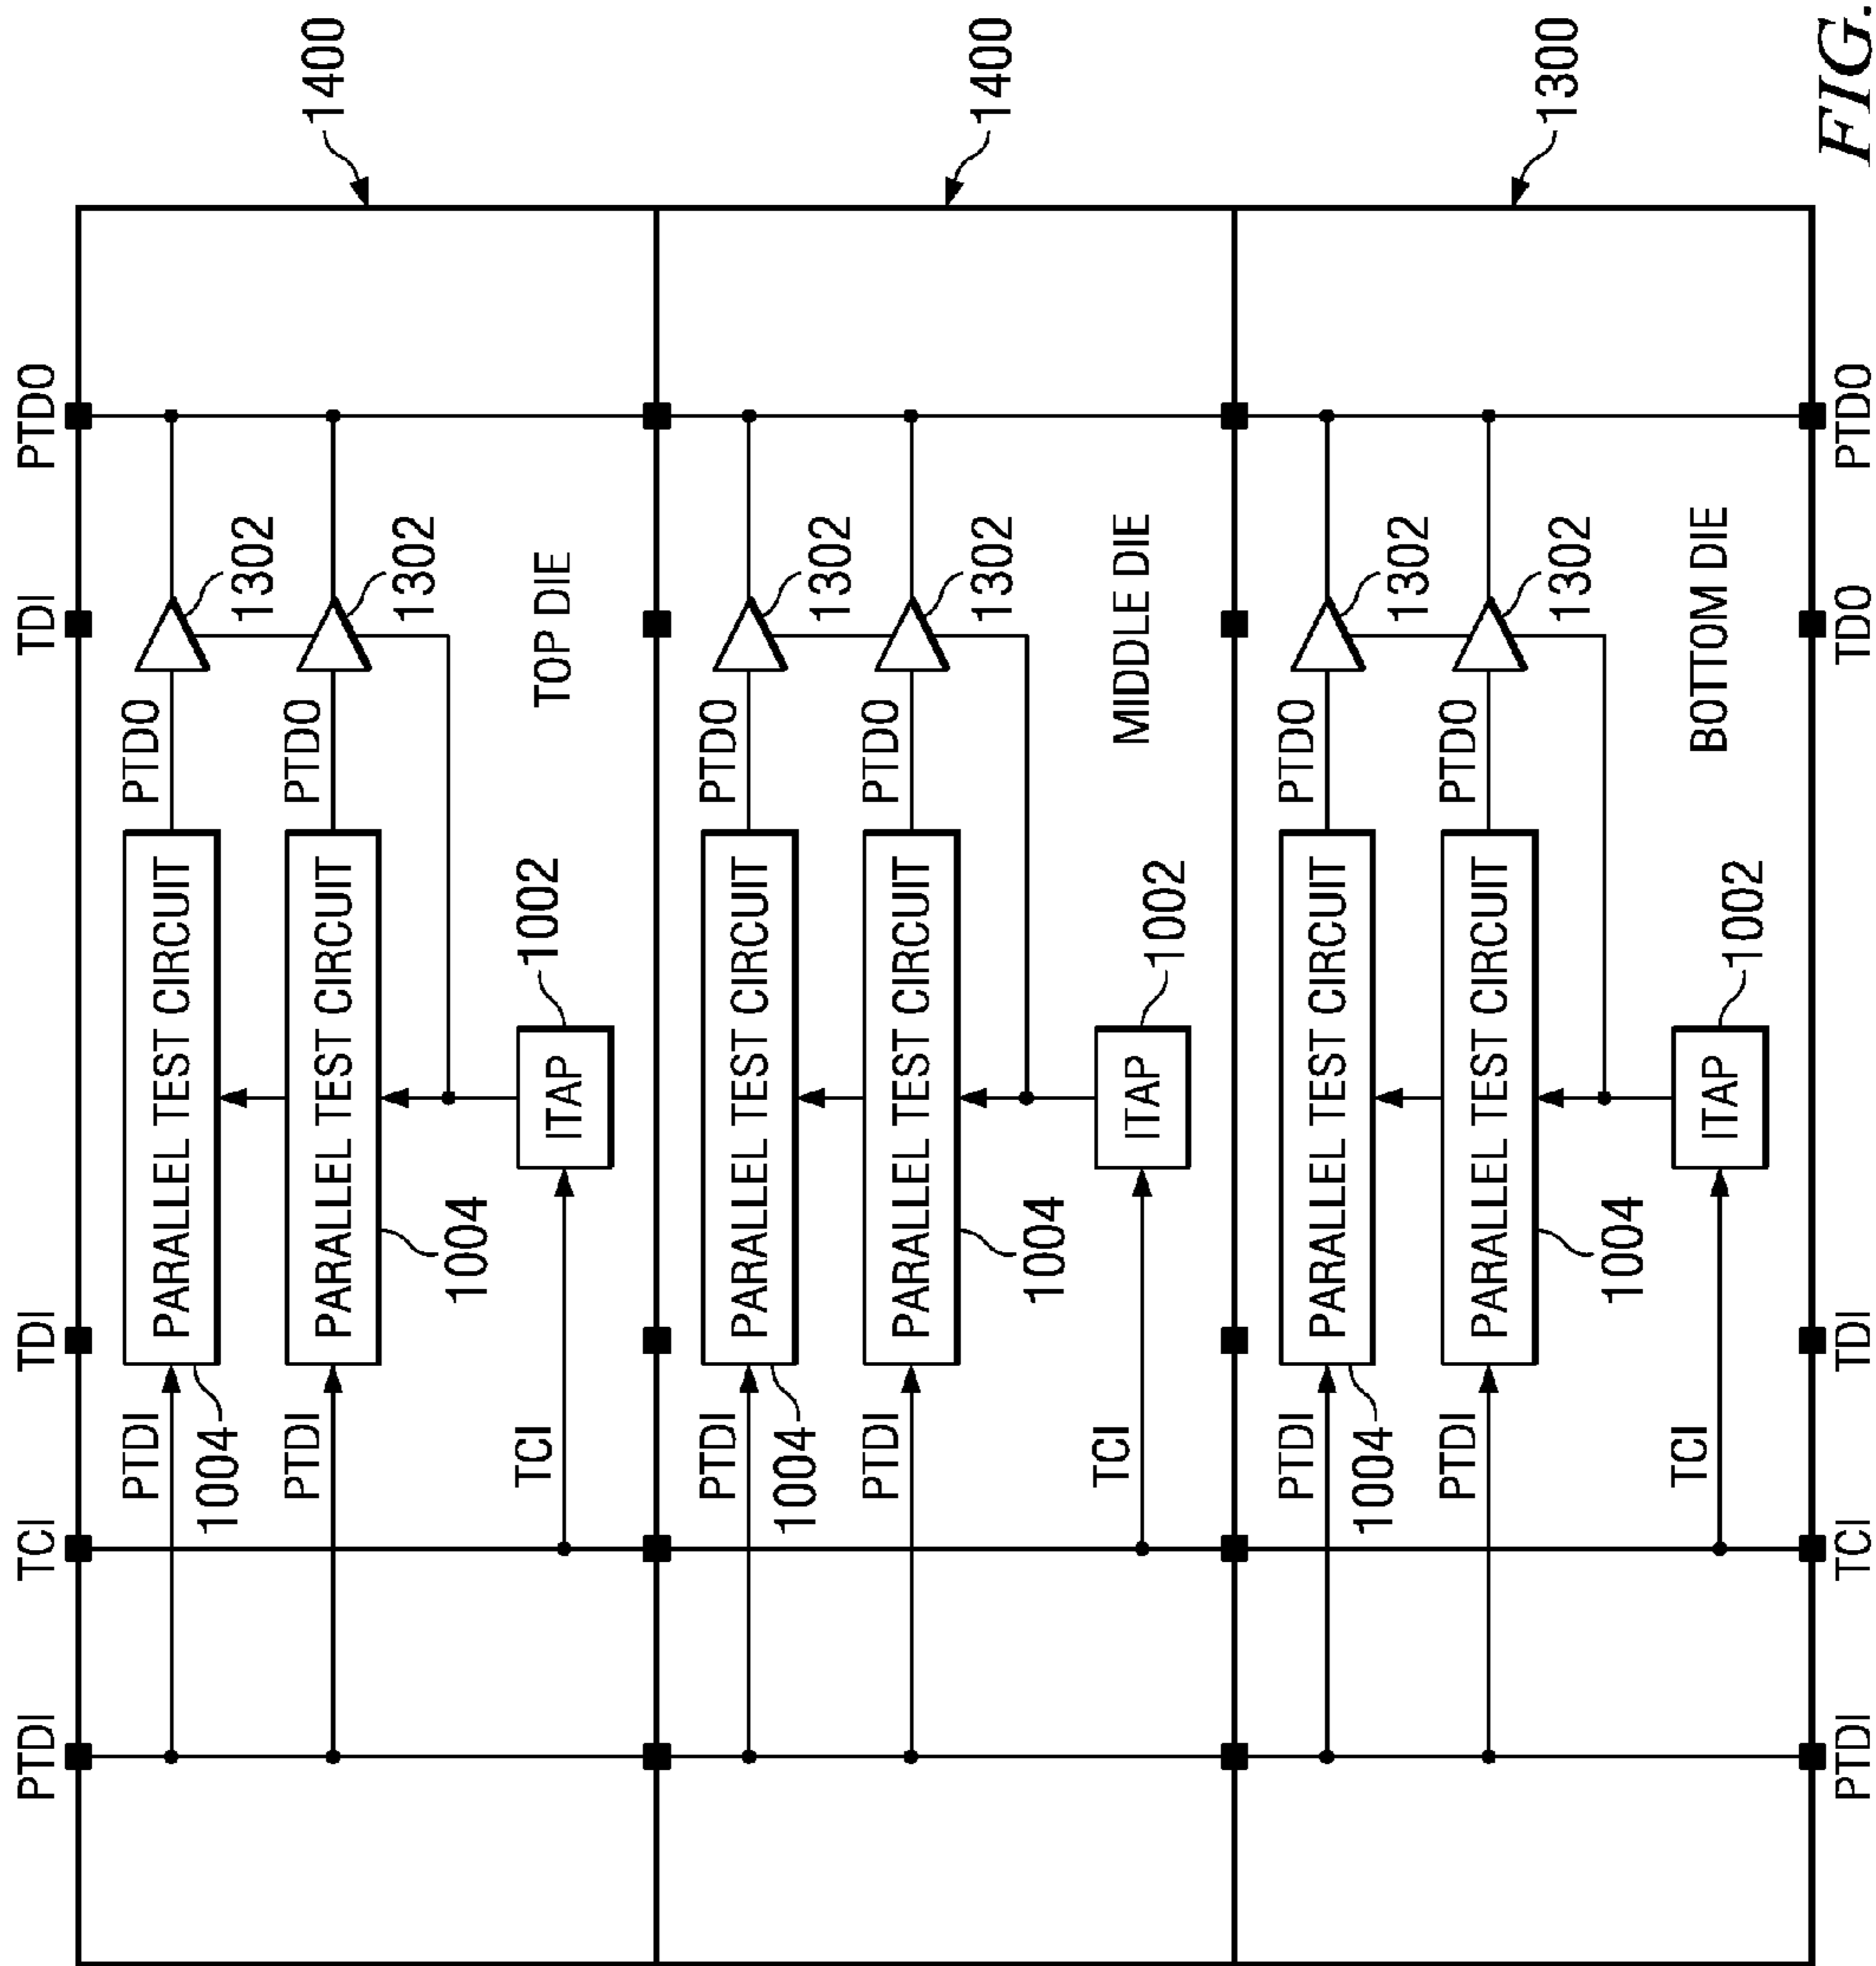 PTDI TCI TDI TDI PTDO
PTDI PTDO
PARALLEL TEST CIRCUIT
1004 1302
PTDI PTDO 1400
PARALLEL TEST CIRCUIT
1302
1004
TCI 1002 TOP DIE
ITAP
PTDI PTDO
PARALLEL TEST CIRCUIT
1004 1302
PTDI PTDO 1400
PARALLEL TEST CIRCUIT
1302
1004
TCI 1002 MIDDLE DIE
ITAP
PTDI PTDO
PARALLEL TEST CIRCUIT
1004 1302
PTDI PTDO 1300
PARALLEL TEST CIRCUIT
1302
1004
TCI 1002 BOTTOM DIE
ITAP
PTDI TCI TDI TDO PTDO
FIG.